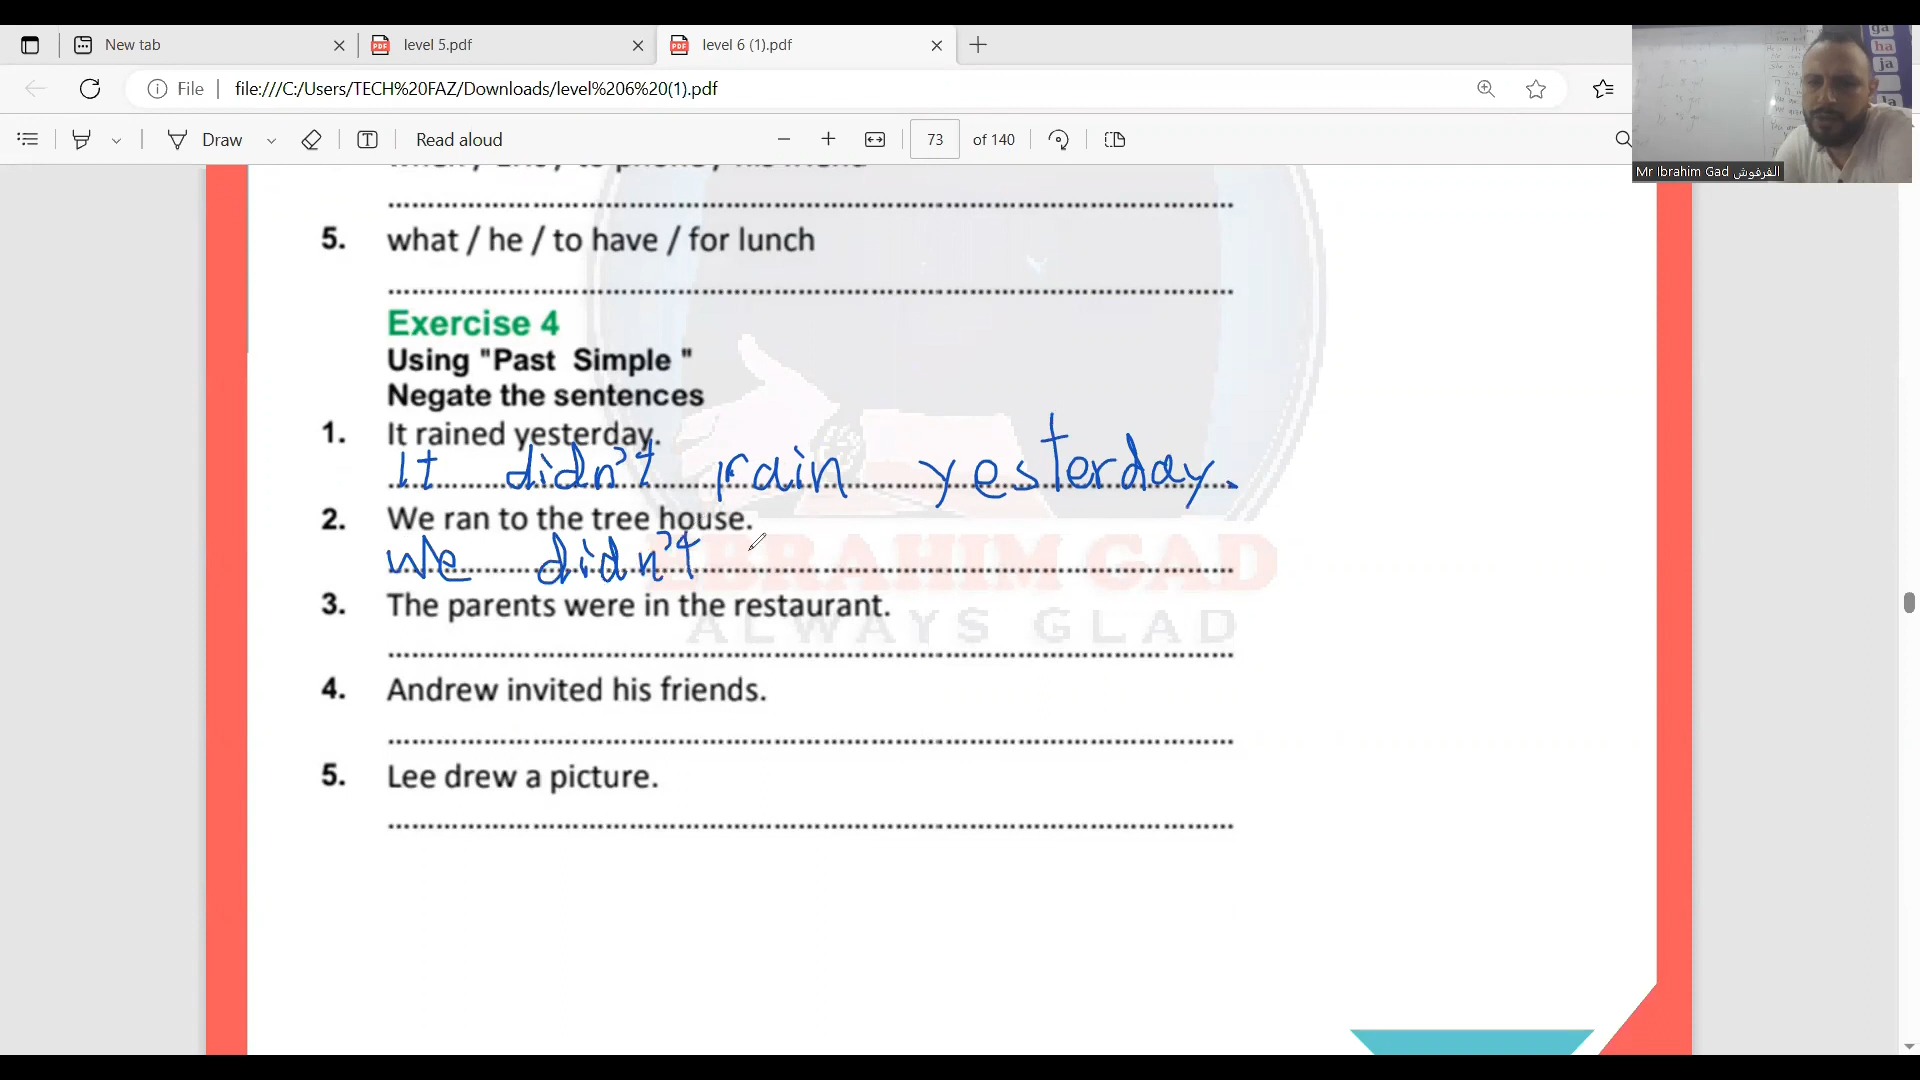 New tab
level 5.pdf
level 6 (1).pdf
File
file:///C:/Users/TECH%20FAZ/Downloads/level%206%20(1).pdf
Draw
Read aloud
73 of 140
ga
ha
ja
Mr Ibrahim Gad الفرفوش
5. what / he / to have / for lunch
Exercise 4
Using "Past Simple "
Negate the sentences
1. It rained yesterday.
It didn't rain yesterday.
2. We ran to the tree house.
We didn't
IBRAHIM GAD
3. The parents were in the restaurant.
ALWAYS GLAD
4. Andrew invited his friends.
5. Lee drew a picture.